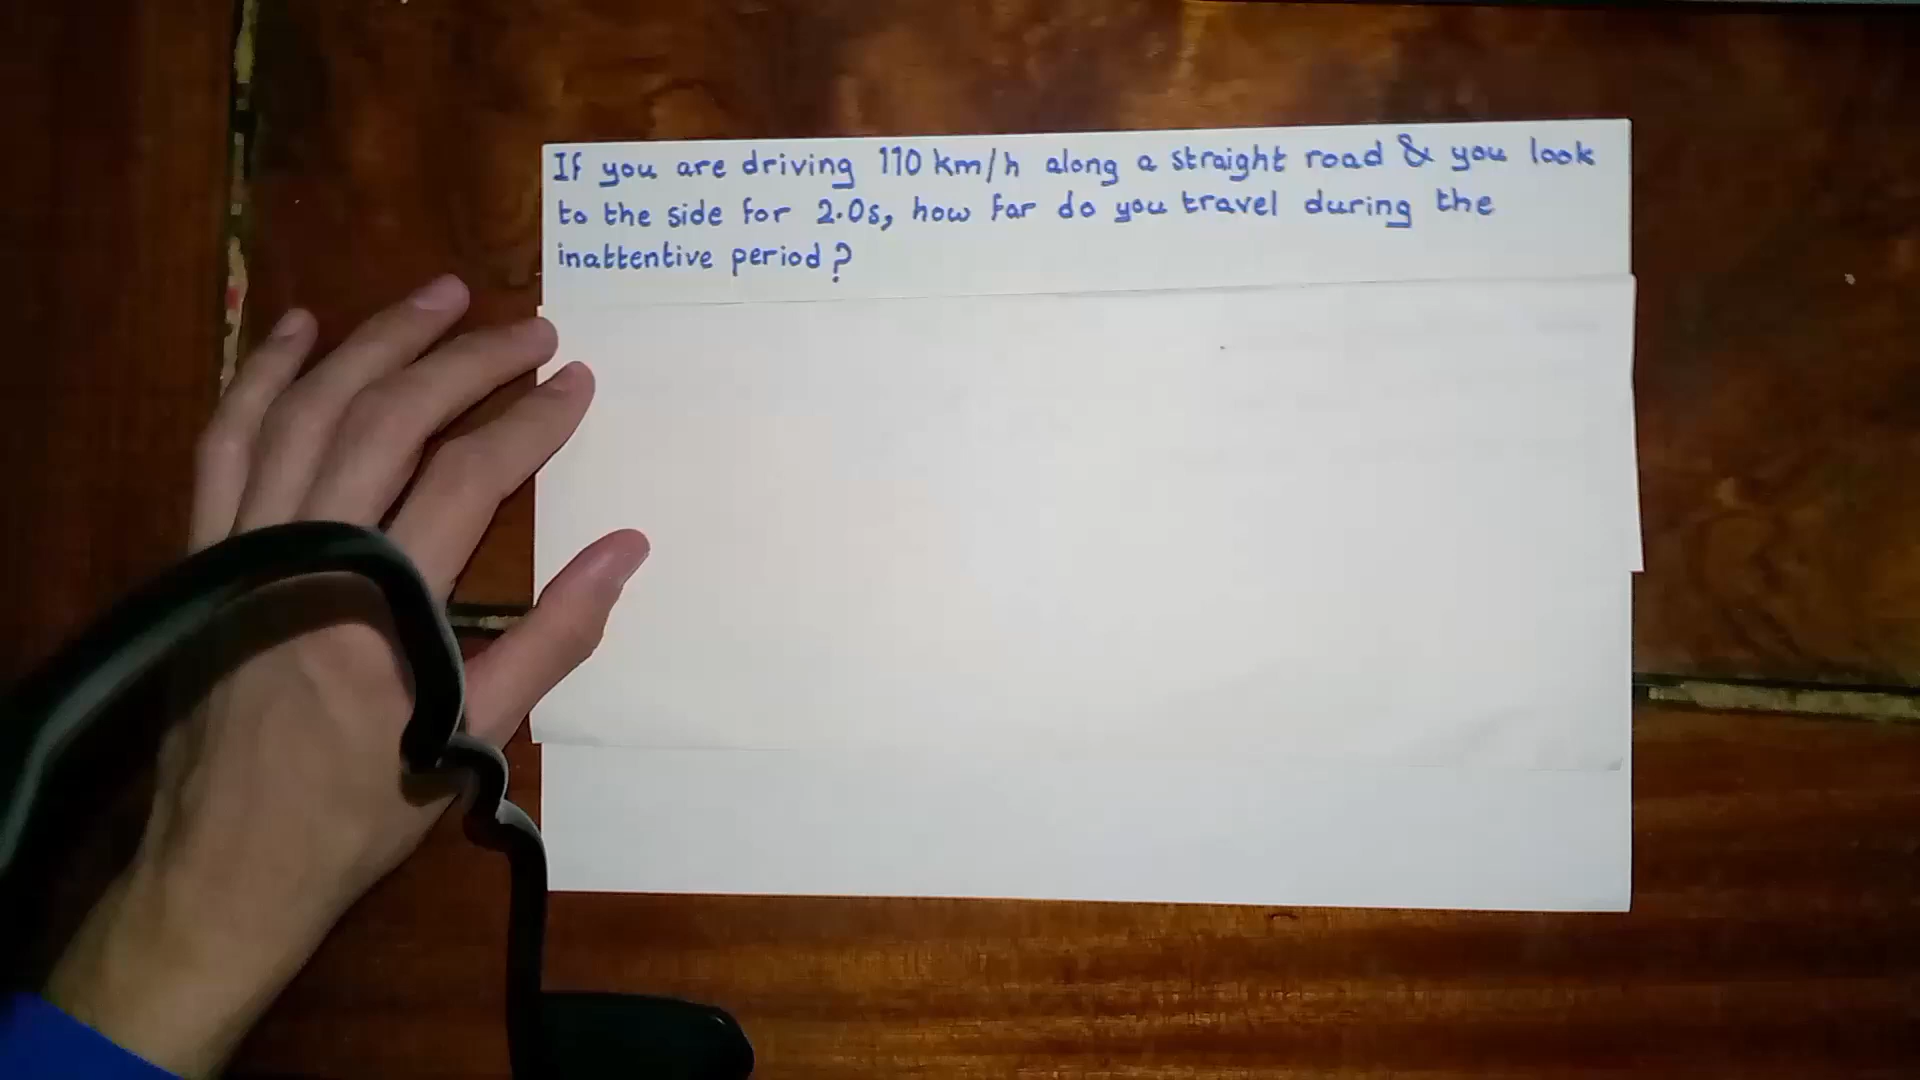 If you are driving 110 km/h along a straight road & you look
to the side for 2.0s, how far do you travel during the
inattentive period?